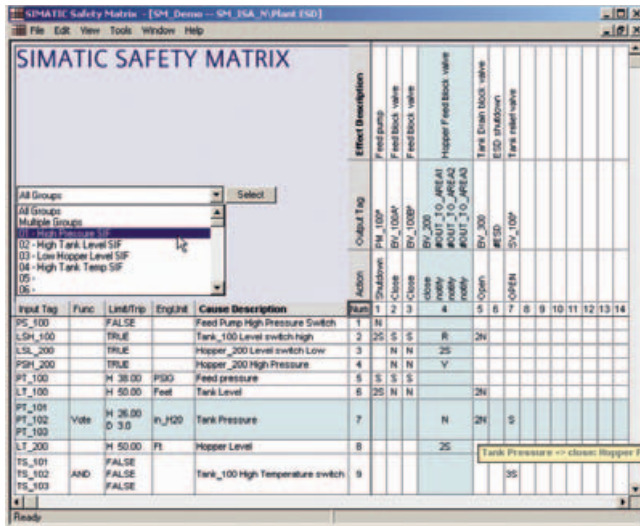 SIMATIC Safety Matrix - [SM_Demo -- SM_ISA_N\Plant ESD]
File Edit View Tools Window Help
SIMATIC SAFETY MATRIX
All Groups Select
All Groups
Multiple Groups
01 - High Pressure SIF
02 - High Tank Level SIF
03 - Low Hopper Level SIF
04 - High Tank Temp SIF
05 -
06 -
Effect Description
Feed pump
Feed block valve
Feed block valve
Hopper Feed block valve
Tank Drain block valve
ESD shutdown
Tank relief valve
Output Tag
PM_100*
BV_100A*
BV_100B*
BV_200
#OUT_TO_AREA1
#OUT_TO_AREA2
#OUT_TO_AREA3
BV_300
#ESD
SV_100*
Action
Shutdown
Close
Close
close
notify
notify
notify
Open
OPEN
Input Tag Func Limit/Trip EngUnit Cause Description Num 1 2 3 4 5 6 7 8 9 10 11 12 13 14
PS_100 FALSE Feed Pump High Pressure Switch 1 N
LSH_100 TRUE Tank_100 Level switch high 2 2S S S R 2N
LSL_200 TRUE Hopper_200 Level switch Low 3 N N 2S
PSH_200 TRUE Hopper_200 High Pressure 4 N N V
PT_100 H 38.00 PSIG Feed pressure 5 S S S
LT_100 H 50.00 Feet Tank Level 6 2S N N 2N
PT_101
PT_102 Vote H 26.00 in_H20 Tank Pressure 7 N 2N S
PT_103 D 3.0
LT_200 H 50.00 Ft Hopper Level 8 2S
Tank Pressure => close: Hopper F
TS_101 FALSE
TS_102 AND FALSE Tank_100 High Temperature switch 9 3S
TS_103 FALSE
Ready